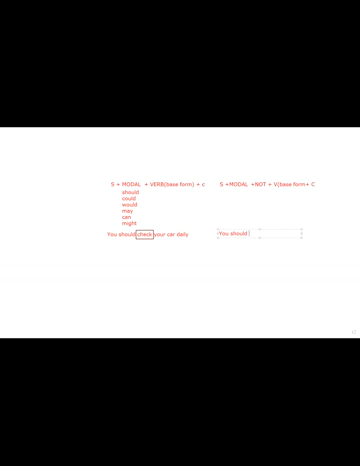 S + MODAL + VERB(base form) + c
should
could
would
may
can
might
You should check your car daily.
S +MODAL +NOT + V(base form+ C
You should